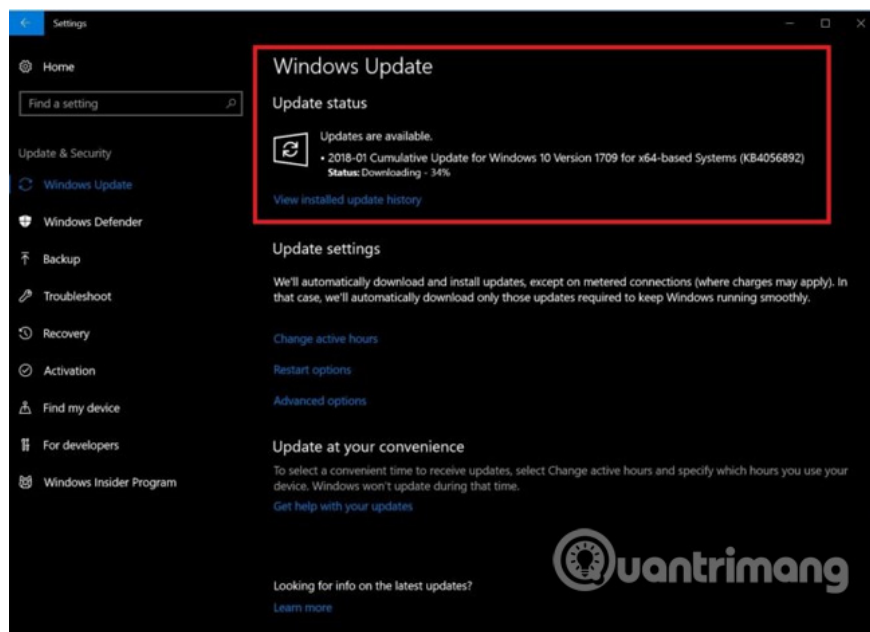 Settings
Home
Find a setting
Update & Security
Windows Update
Windows Defender
Backup
Troubleshoot
Recovery
Activation
Find my device
For developers
Windows Insider Program
Windows Update
Update status
Updates are available.
• 2018-01 Cumulative Update for Windows 10 Version 1709 for x64-based Systems (KB4056892)
Status: Downloading - 34%
View installed update history
Update settings
We'll automatically download and install updates, except on metered connections (where charges may apply). In
that case, we'll automatically download only those updates required to keep Windows running smoothly.
Change active hours
Restart options
Advanced options
Update at your convenience
To select a convenient time to receive updates, select Change active hours and specify which hours you use your
device. Windows won't update during that time.
Get help with your updates
Looking for info on the latest updates?
Learn more
Quantrimang